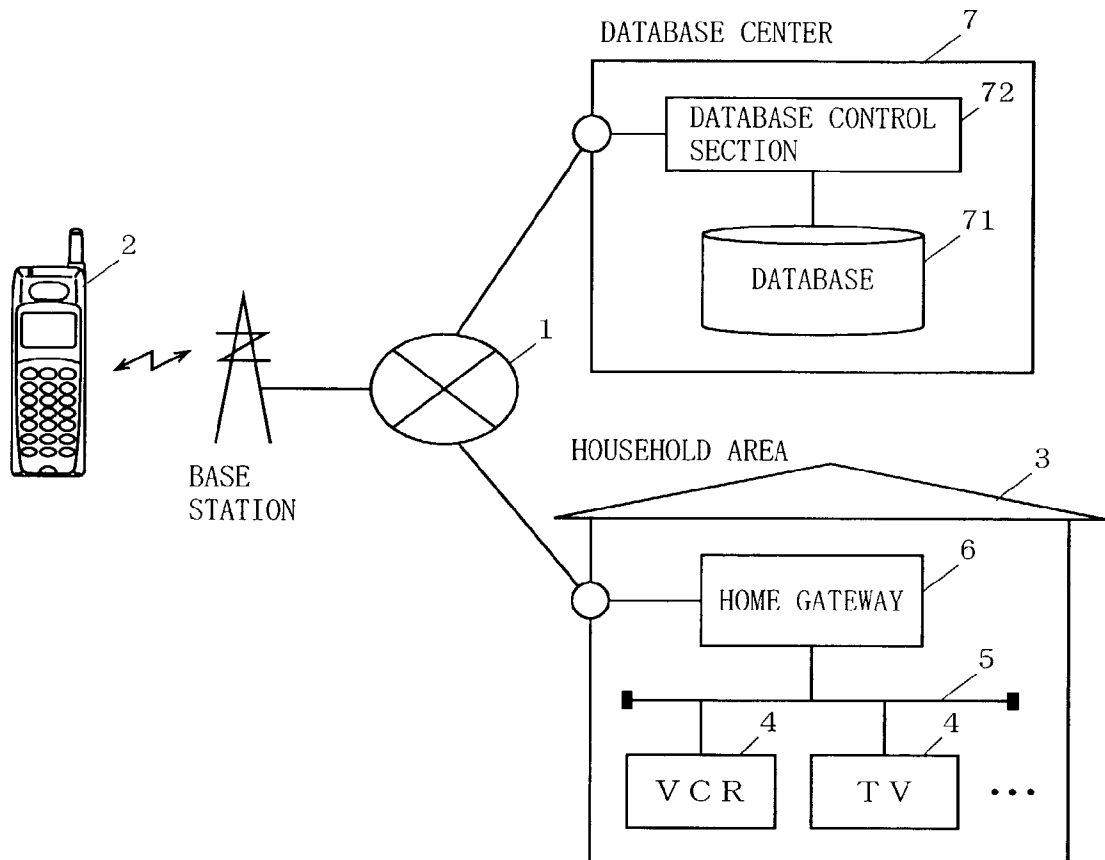 DATABASE CENTER
7
72
DATABASE CONTROL
SECTION
71
DATABASE
2
1
BASE
STATION
HOUSEHOLD AREA
3
6
HOME GATEWAY
5
4
4
VCR
TV
...